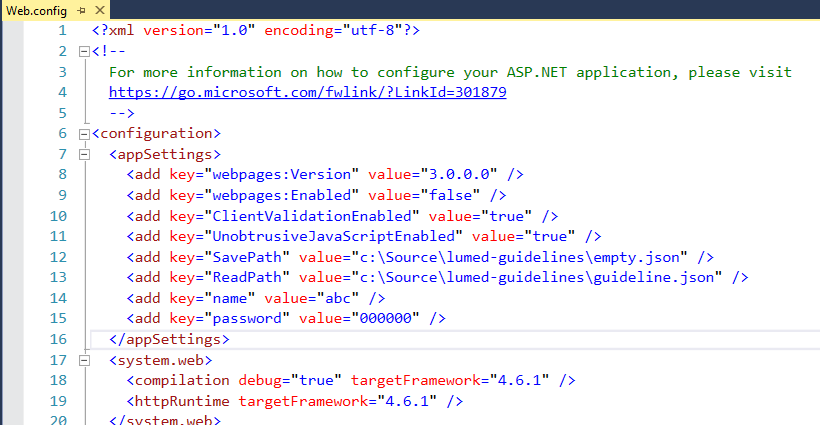 Web.config
1 <?xml version="1.0" encoding="utf-8"?>
2 <!--
3 For more information on how to configure your ASP.NET application, please visit
4 https://go.microsoft.com/fwlink/?LinkId=301879
5 -->
6 <configuration>
7 <appSettings>
8 <add key="webpages:Version" value="3.0.0.0" />
9 <add key="webpages:Enabled" value="false" />
10 <add key="ClientValidationEnabled" value="true" />
11 <add key="UnobtrusiveJavaScriptEnabled" value="true" />
12 <add key="SavePath" value="c:\Source\lumed-guidelines\empty.json" />
13 <add key="ReadPath" value="c:\Source\lumed-guidelines\guideline.json" />
14 <add key="name" value="abc" />
15 <add key="password" value="000000" />
16 </appSettings>
17 <system.web>
18 <compilation debug="true" targetFramework="4.6.1" />
19 <httpRuntime targetFramework="4.6.1" />
20 </system.web>